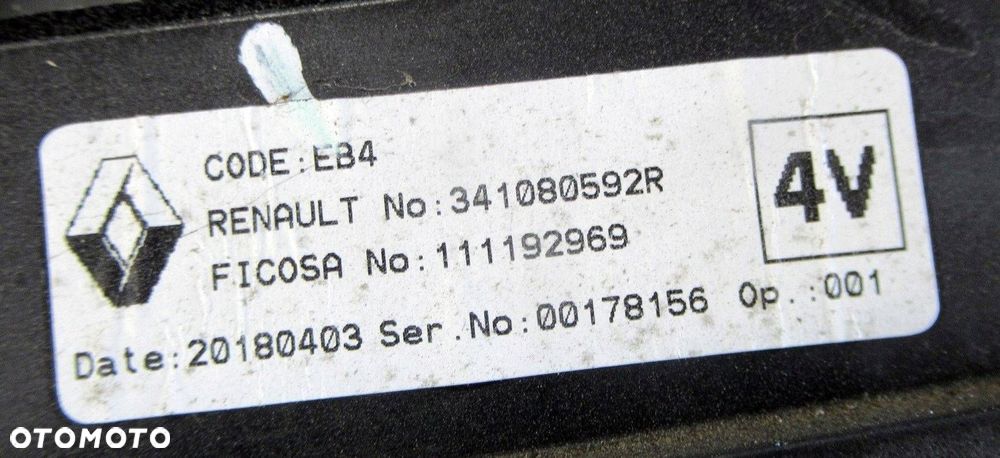 CODE:EB4
RENAULT No:341080592R
FICOSA No:111192969
4V
Date:20180403 Ser.No:00178156 Op.:001
OTOMOTO